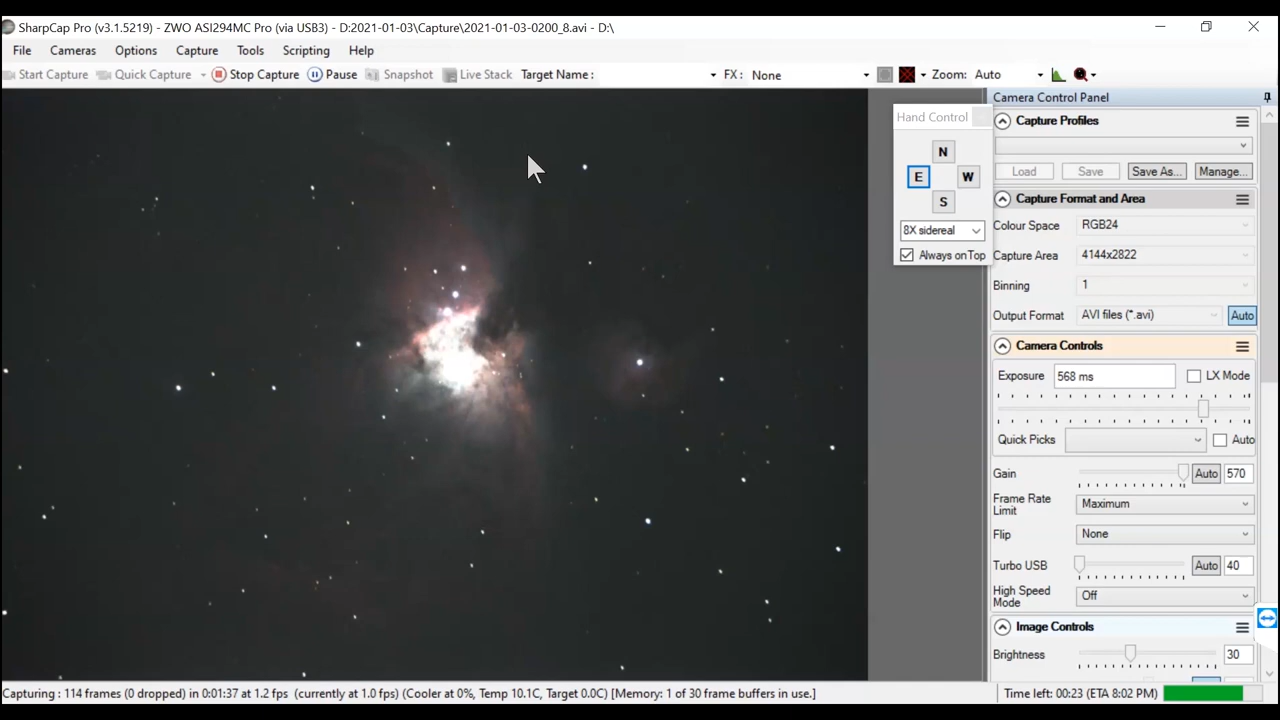 SharpCap Pro (v3.1.5219) - ZWO ASI294MC Pro (via USB3) - D:2021-01-03\Capture\2021-01-03-0200_8.avi - D:\
File Cameras Options Capture Tools Scripting Help
Start Capture Quick Capture Stop Capture Pause Snapshot Live Stack Target Name : FX : None Zoom: Auto
Hand Control
N
E W
S
8X sidereal
Always on Top
Camera Control Panel
Capture Profiles
Load Save Save As... Manage...
Capture Format and Area
Colour Space RGB24
Capture Area 4144x2822
Binning 1
Output Format AVI files (*.avi) Auto
Camera Controls
Exposure 568 ms LX Mode
Quick Picks Auto
Gain Auto 570
Frame Rate Limit Maximum
Flip None
Turbo USB Auto 40
High Speed Mode Off
Image Controls
Brightness 30
Capturing : 114 frames (0 dropped) in 0:01:37 at 1.2 fps (currently at 1.0 fps) (Cooler at 0%, Temp 10.1C, Target 0.0C) [Memory: 1 of 30 frame buffers in use.]
Time left: 00:23 (ETA 8:02 PM)